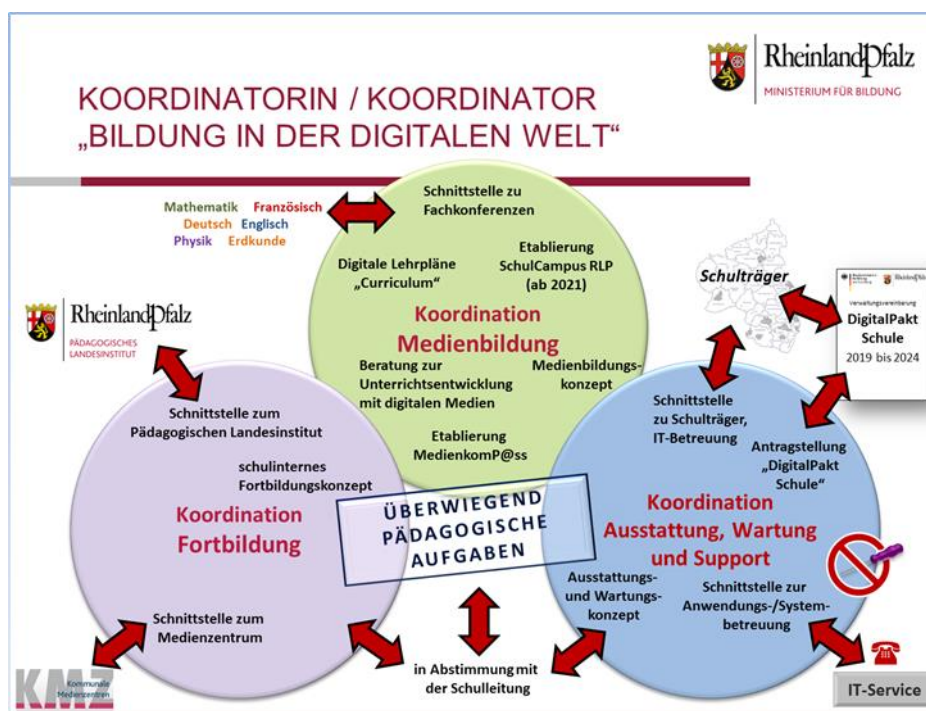 RheinlandPfalz
MINISTERIUM FÜR BILDUNG
KOORDINATORIN / KOORDINATOR
„BILDUNG IN DER DIGITALEN WELT“
Mathematik Französisch
Deutsch Englisch
Physik Erdkunde
Schnittstelle zu
Fachkonferenzen
Digitale Lehrpläne
„Curriculum“
Etablierung
SchulCampus RLP
(ab 2021)
Koordination
Medienbildung
Beratung zur
Unterrichtsentwicklung
mit digitalen Medien
Medienbildungs-
konzept
Etablierung
MedienkomP@ss
RheinlandPfalz
PÄDAGOGISCHES
LANDESINSTITUT
Schulträger
Verwaltungsvereinbarung
DigitalPakt
Schule
2019 bis 2024
Schnittstelle zum
Pädagogischen Landesinstitut
schulinternes
Fortbildungskonzept
Koordination
Fortbildung
Schnittstelle zum
Medienzentrum
ÜBERWIEGEND
PÄDAGOGISCHE
AUFGABEN
Schnittstelle
zu Schulträger,
IT-Betreuung
Antragstellung
„DigitalPakt
Schule“
Koordination
Ausstattung, Wartung
und Support
Ausstattungs-
und Wartungs-
konzept
Schnittstelle zur
Anwendungs-/System-
betreuung
in Abstimmung mit
der Schulleitung
KMZ
Kommunale
Medienzentren
IT-Service